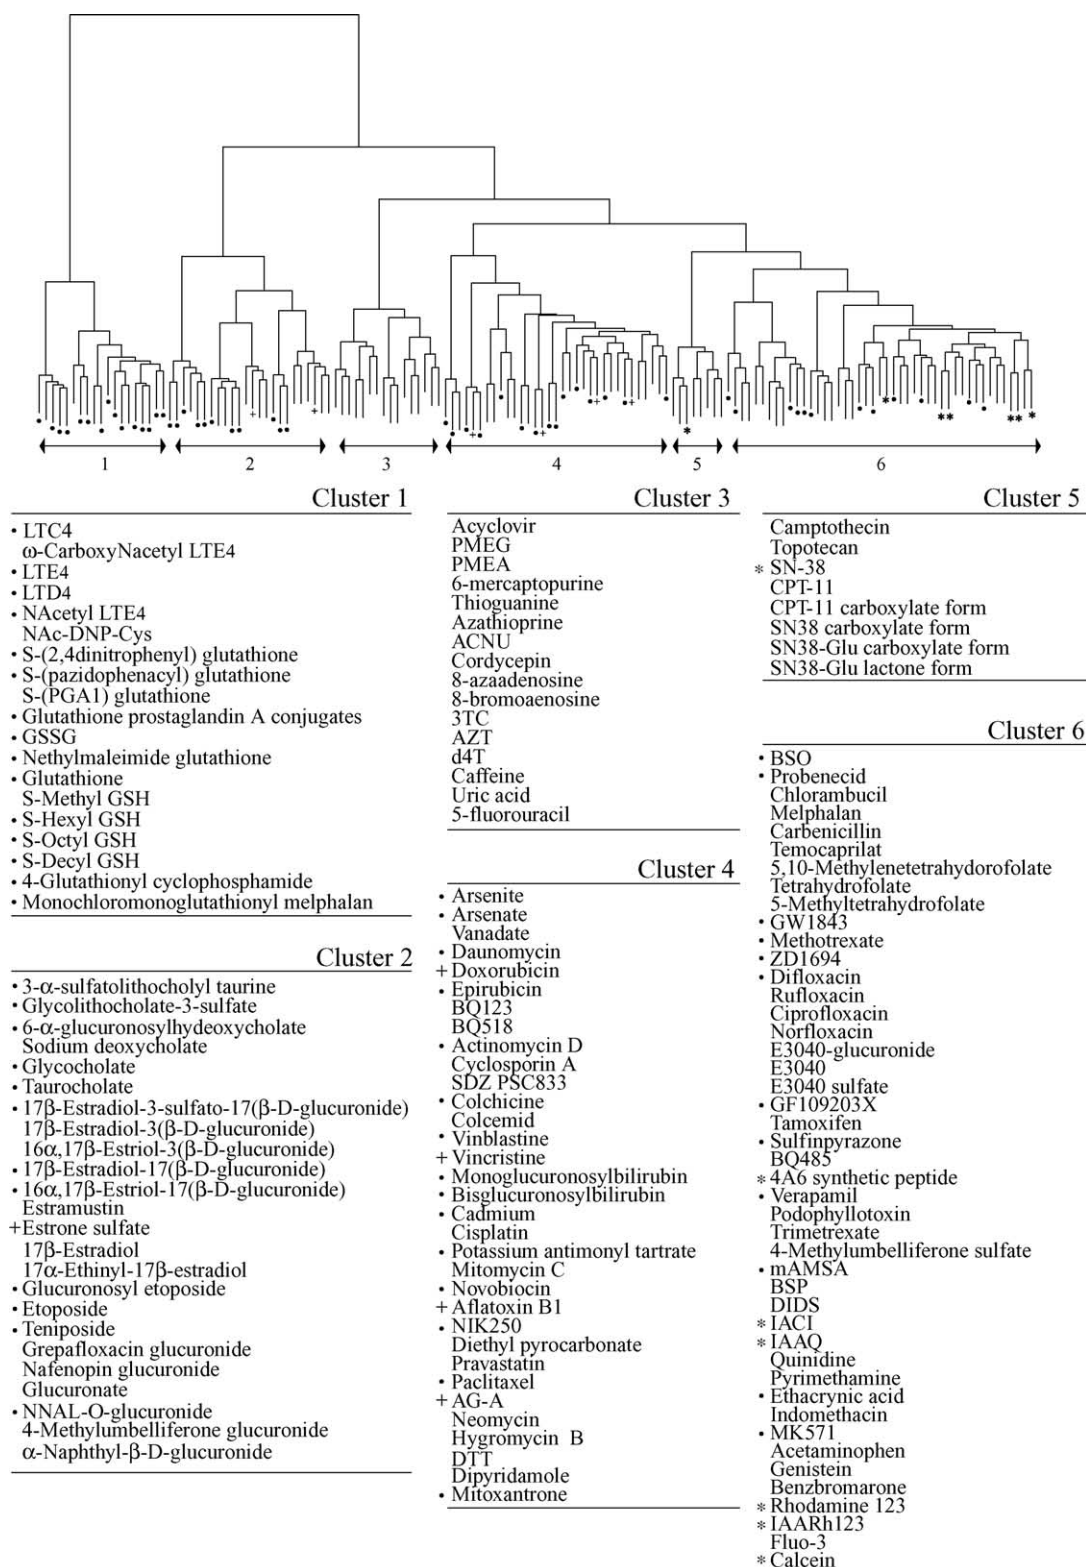 1
2
3
4
5
6
Cluster 1
• LTC4
ω-CarboxyNacetyl LTE4
• LTE4
• LTD4
• NAcetyl LTE4
NAc-DNP-Cys
• S-(2,4dinitrophenyl) glutathione
• S-(pazidophenacyl) glutathione
S-(PGA1) glutathione
• Glutathione prostaglandin A conjugates
• GSSG
• Nethylmaleimide glutathione
• Glutathione
S-Methyl GSH
• S-Hexyl GSH
• S-Octyl GSH
• S-Decyl GSH
• 4-Glutathionyl cyclophosphamide
• Monochloromonoglutathionyl melphalan
Cluster 2
• 3-α-sulfatolithocholyl taurine
• Glycolithocholate-3-sulfate
• 6-α-glucuronosylhydeoxycholate
Sodium deoxycholate
• Glycocholate
• Taurocholate
• 17β-Estradiol-3-sulfato-17(β-D-glucuronide)
17β-Estradiol-3(β-D-glucuronide)
16α,17β-Estriol-3(β-D-glucuronide)
• 17β-Estradiol-17(β-D-glucuronide)
• 16α,17β-Estriol-17(β-D-glucuronide)
Estramustin
+ Estrone sulfate
17β-Estradiol
17α-Ethinyl-17β-estradiol
• Glucuronosyl etoposide
• Etoposide
• Teniposide
Grepafloxacin glucuronide
Nafenopin glucuronide
Glucuronate
• NNAL-O-glucuronide
4-Methylumbelliferone glucuronide
α-Naphthyl-β-D-glucuronide
Cluster 3
Acyclovir
PMEG
PMEA
6-mercaptopurine
Thioguanine
Azathioprine
ACNU
Cordycepin
8-azaadenosine
8-bromoaenosine
3TC
AZT
d4T
Caffeine
Uric acid
5-fluorouracil
Cluster 4
• Arsenite
• Arsenate
Vanadate
• Daunomycin
+ Doxorubicin
• Epirubicin
BQ123
BQ518
• Actinomycin D
Cyclosporin A
SDZ PSC833
• Colchicine
Colcemid
• Vinblastine
+ Vincristine
• Monoglucuronosylbilirubin
• Bisglucuronosylbilirubin
• Cadmium
Cisplatin
• Potassium antimonyl tartrate
Mitomycin C
• Novobiocin
+ Aflatoxin B1
• NIK250
Diethyl pyrocarbonate
Pravastatin
• Paclitaxel
+ AG-A
Neomycin
Hygromycin B
DTT
Dipyridamole
• Mitoxantrone
Cluster 5
Camptothecin
Topotecan
* SN-38
CPT-11
CPT-11 carboxylate form
SN38 carboxylate form
SN38-Glu carboxylate form
SN38-Glu lactone form
Cluster 6
• BSO
• Probenecid
Chlorambucil
Melphalan
Carbenicillin
Temocaprilat
5,10-Methylenetetrahydorofolate
Tetrahydrofolate
5-Methyltetrahydrofolate
• GW1843
• Methotrexate
• ZD1694
• Difloxacin
Rufloxacin
Ciprofloxacin
Norfloxacin
E3040-glucuronide
E3040
E3040 sulfate
• GF109203X
Tamoxifen
• Sulfinpyrazone
BQ485
* 4A6 synthetic peptide
• Verapamil
Podophyllotoxin
Trimetrexate
4-Methylumbelliferone sulfate
• mAMSA
BSP
DIDS
* IACI
* IAAQ
Quinidine
Pyrimethamine
• Ethacrynic acid
Indomethacin
• MK571
Acetaminophen
Genistein
Benzbromarone
* Rhodamine 123
* IAARh123
Fluo-3
* Calcein